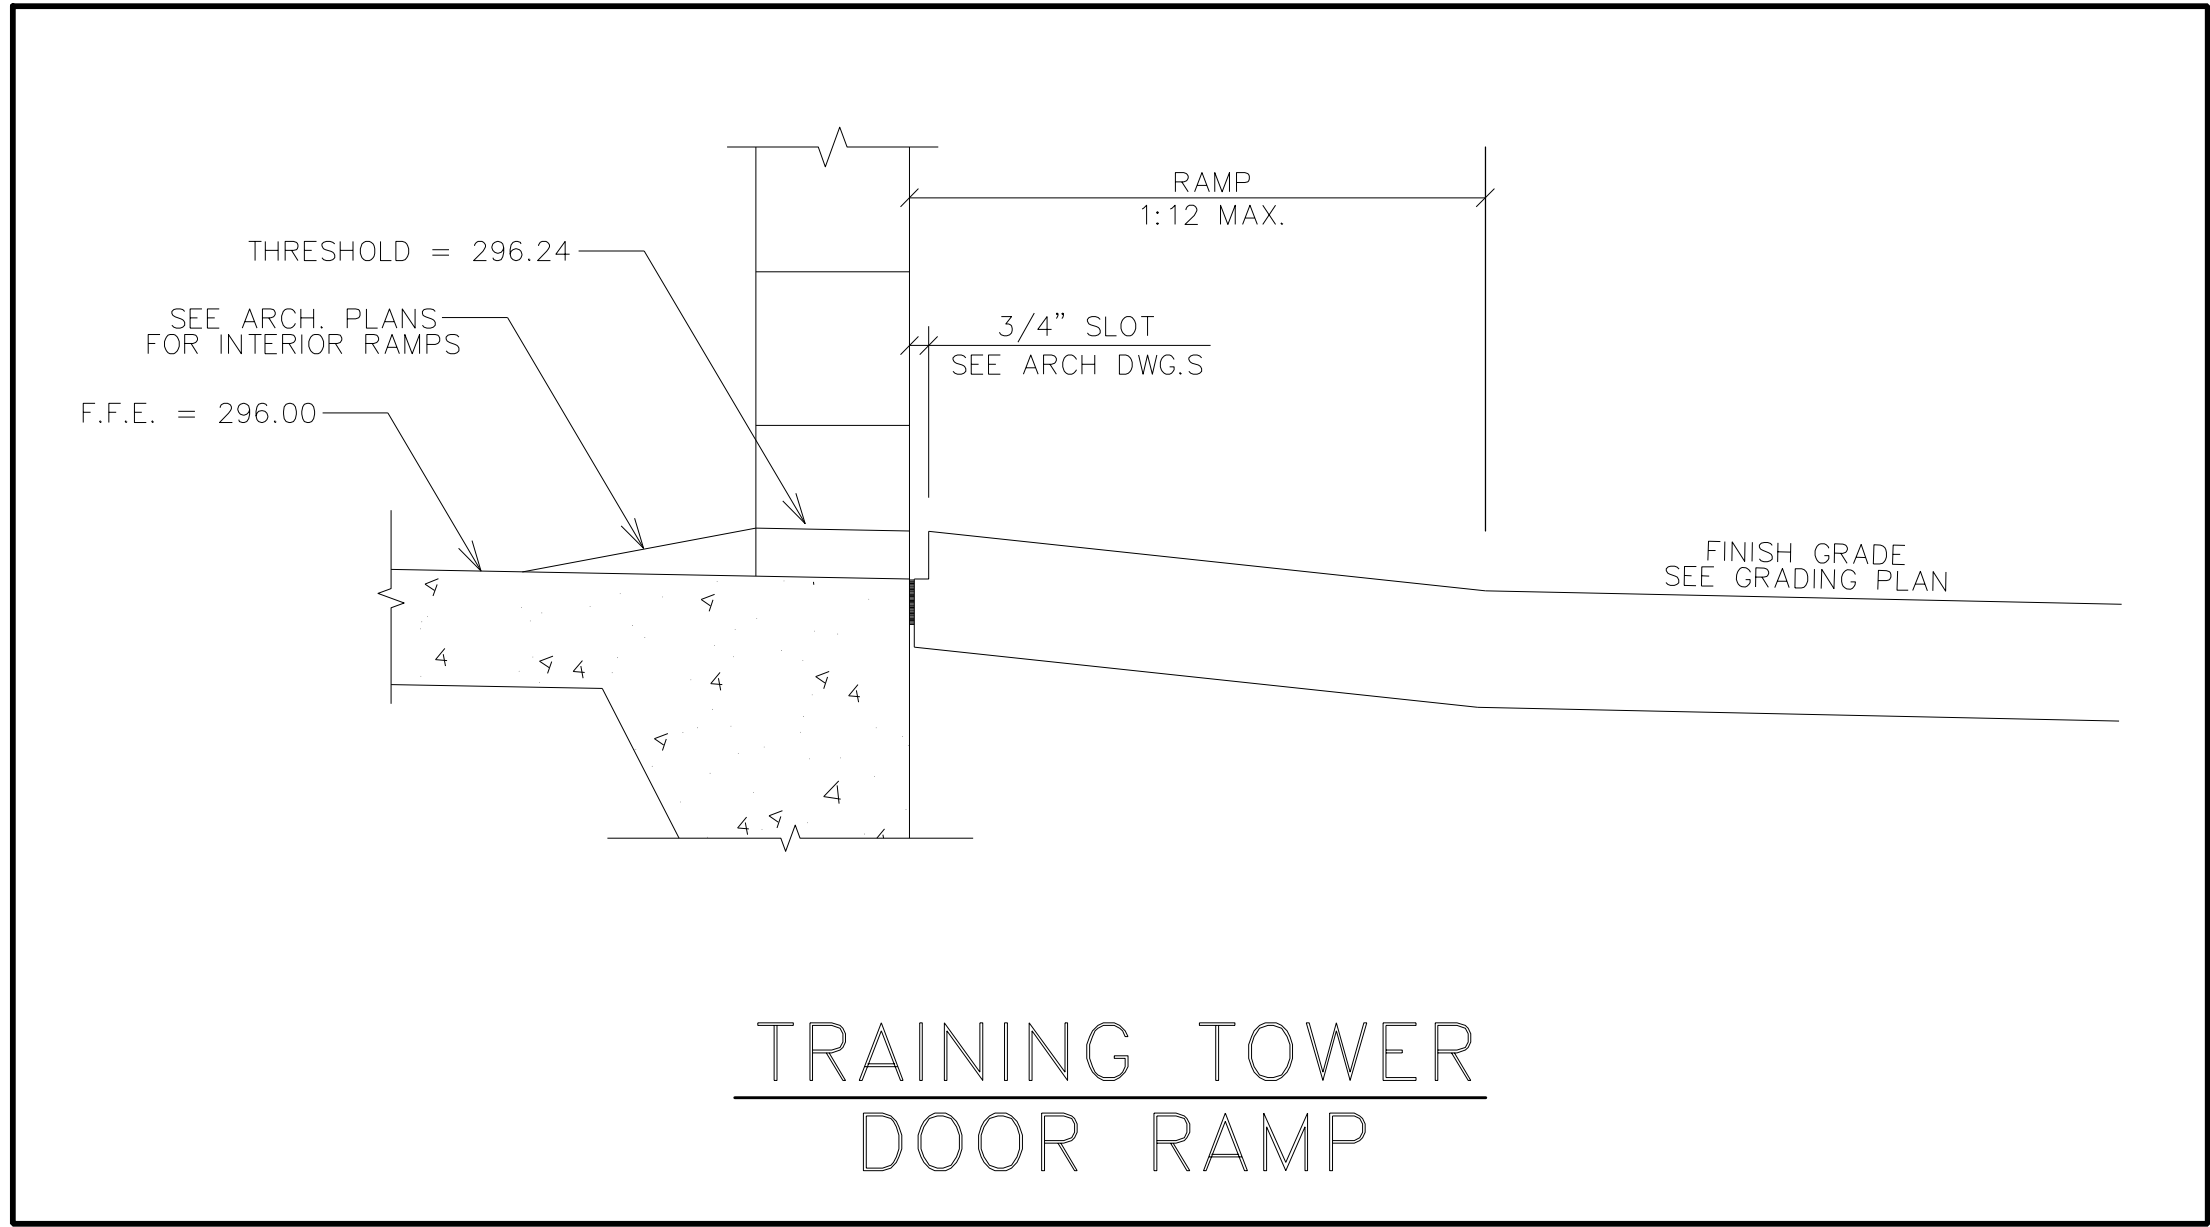 RAMP
1:12 MAX.
THRESHOLD = 296.24
SEE ARCH. PLANS
FOR INTERIOR RAMPS
3/4" SLOT
SEE ARCH DWG.S
F.F.E. = 296.00
FINISH GRADE
SEE GRADING PLAN
TRAINING TOWER
DOOR RAMP